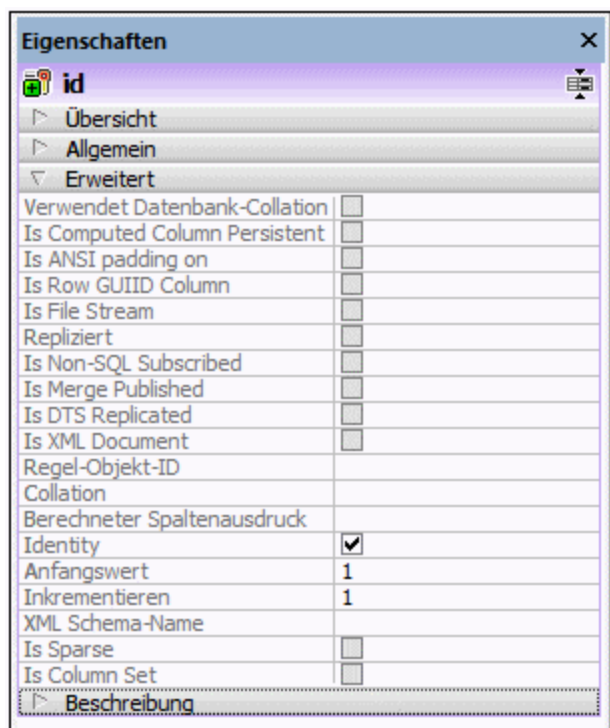 Eigenschaften
id
Übersicht
Allgemein
Erweitert
Verwendet Datenbank-Collation
Is Computed Column Persistent
Is ANSI padding on
Is Row GUIID Column
Is File Stream
Repliziert
Is Non-SQL Subscribed
Is Merge Published
Is DTS Replicated
Is XML Document
Regel-Objekt-ID
Collation
Berechneter Spaltenausdruck
Identity
Anfangswert 1
Inkrementieren 1
XML Schema-Name
Is Sparse
Is Column Set
Beschreibung